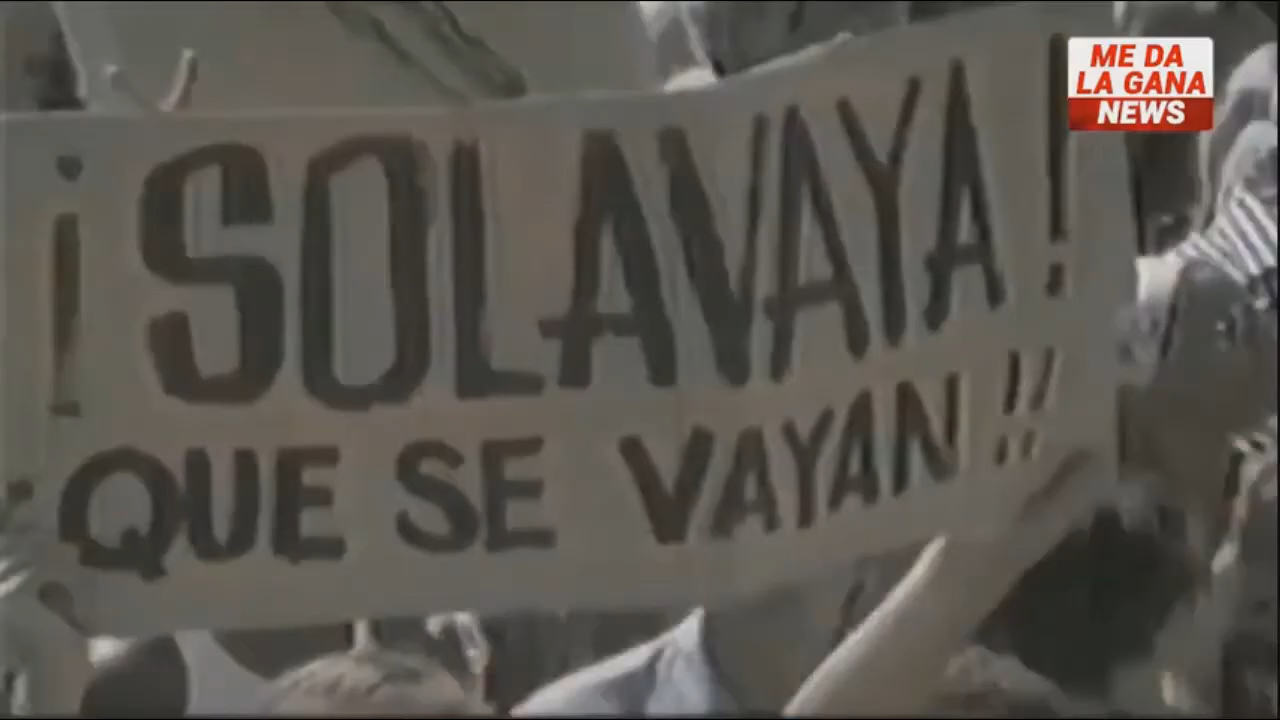 ME DA
LA GANA
NEWS
¡SOLAVAYA!
QUE SE VAYAN!!